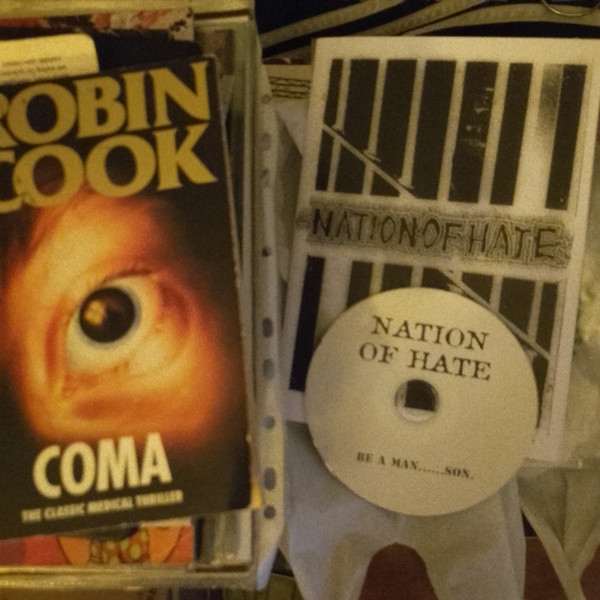 ROBIN
COOK
COMA
THE CLASSIC MEDICAL THRILLER
NATION·OF HATE
NATION
OF HATE
BE A MAN......SON.